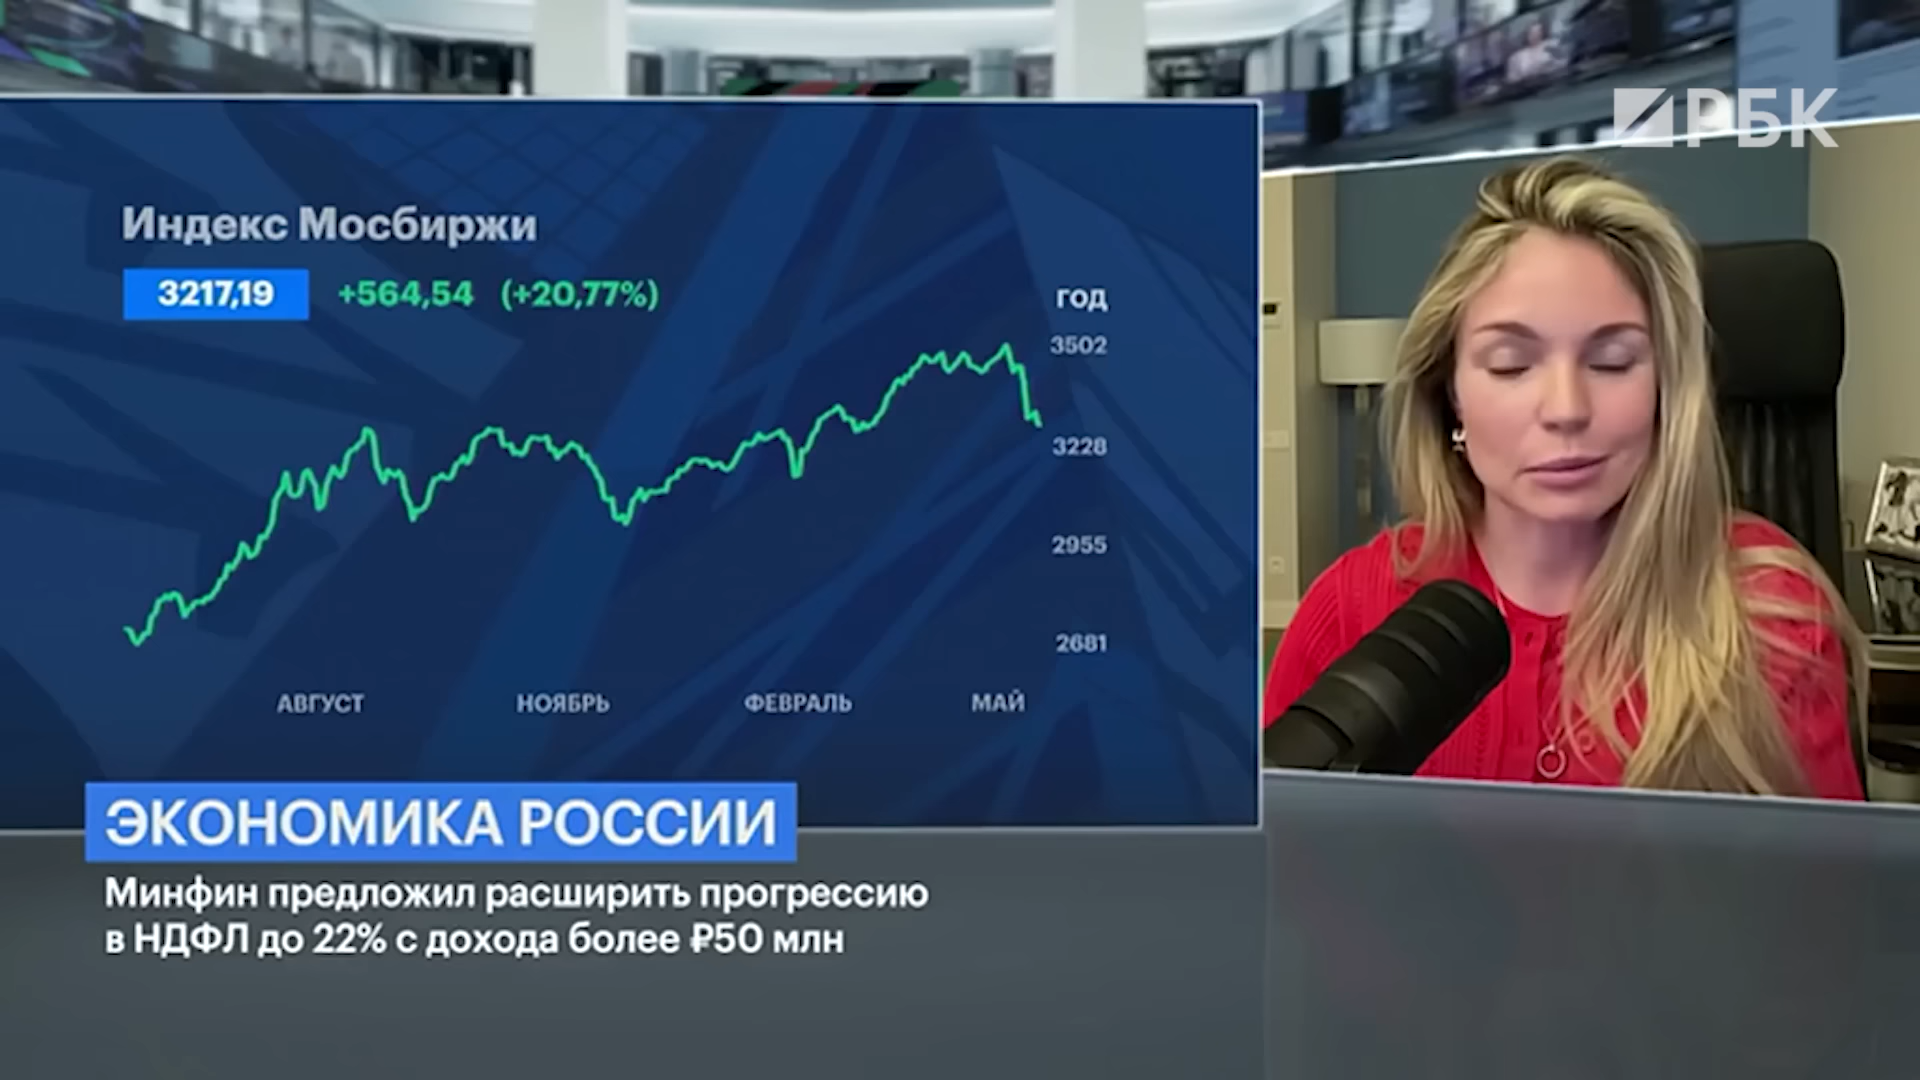 РБК
Индекс Мосбиржи
3217,19 +564,54 (+20,77%)
ГОД
3502
3228
2955
2681
АВГУСТ НОЯБРЬ ФЕВРАЛЬ МАЙ
ЭКОНОМИКА РОССИИ
Минфин предложил расширить прогрессию
в НДФЛ до 22% с дохода более ₽50 млн